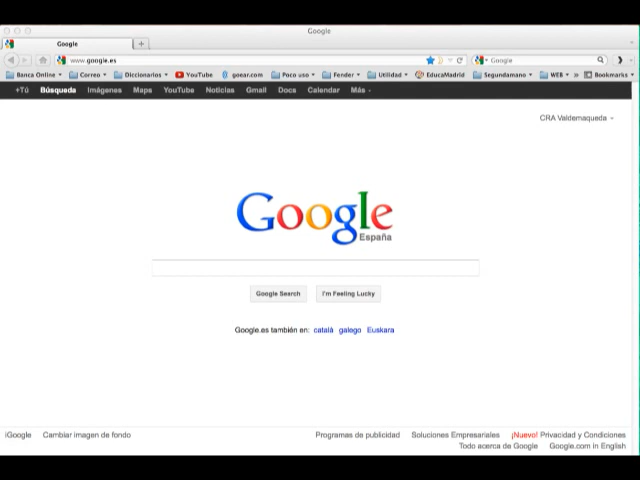 Google
Google
www.google.es
Google
Banca Online Correo Diccionarios YouTube goear.com Poco uso Fender Utilidad EducaMadrid Segundamano WEB » Bookmarks
+Tú Búsqueda Imágenes Maps YouTube Noticias Gmail Docs Calendar Más
CRA Valdemaqueda
Google
España
Google Search I'm Feeling Lucky
Google.es también en: català galego Euskara
iGoogle Cambiar imagen de fondo Programas de publicidad Soluciones Empresariales ¡Nuevo! Privacidad y Condiciones
Todo acerca de Google Google.com in English